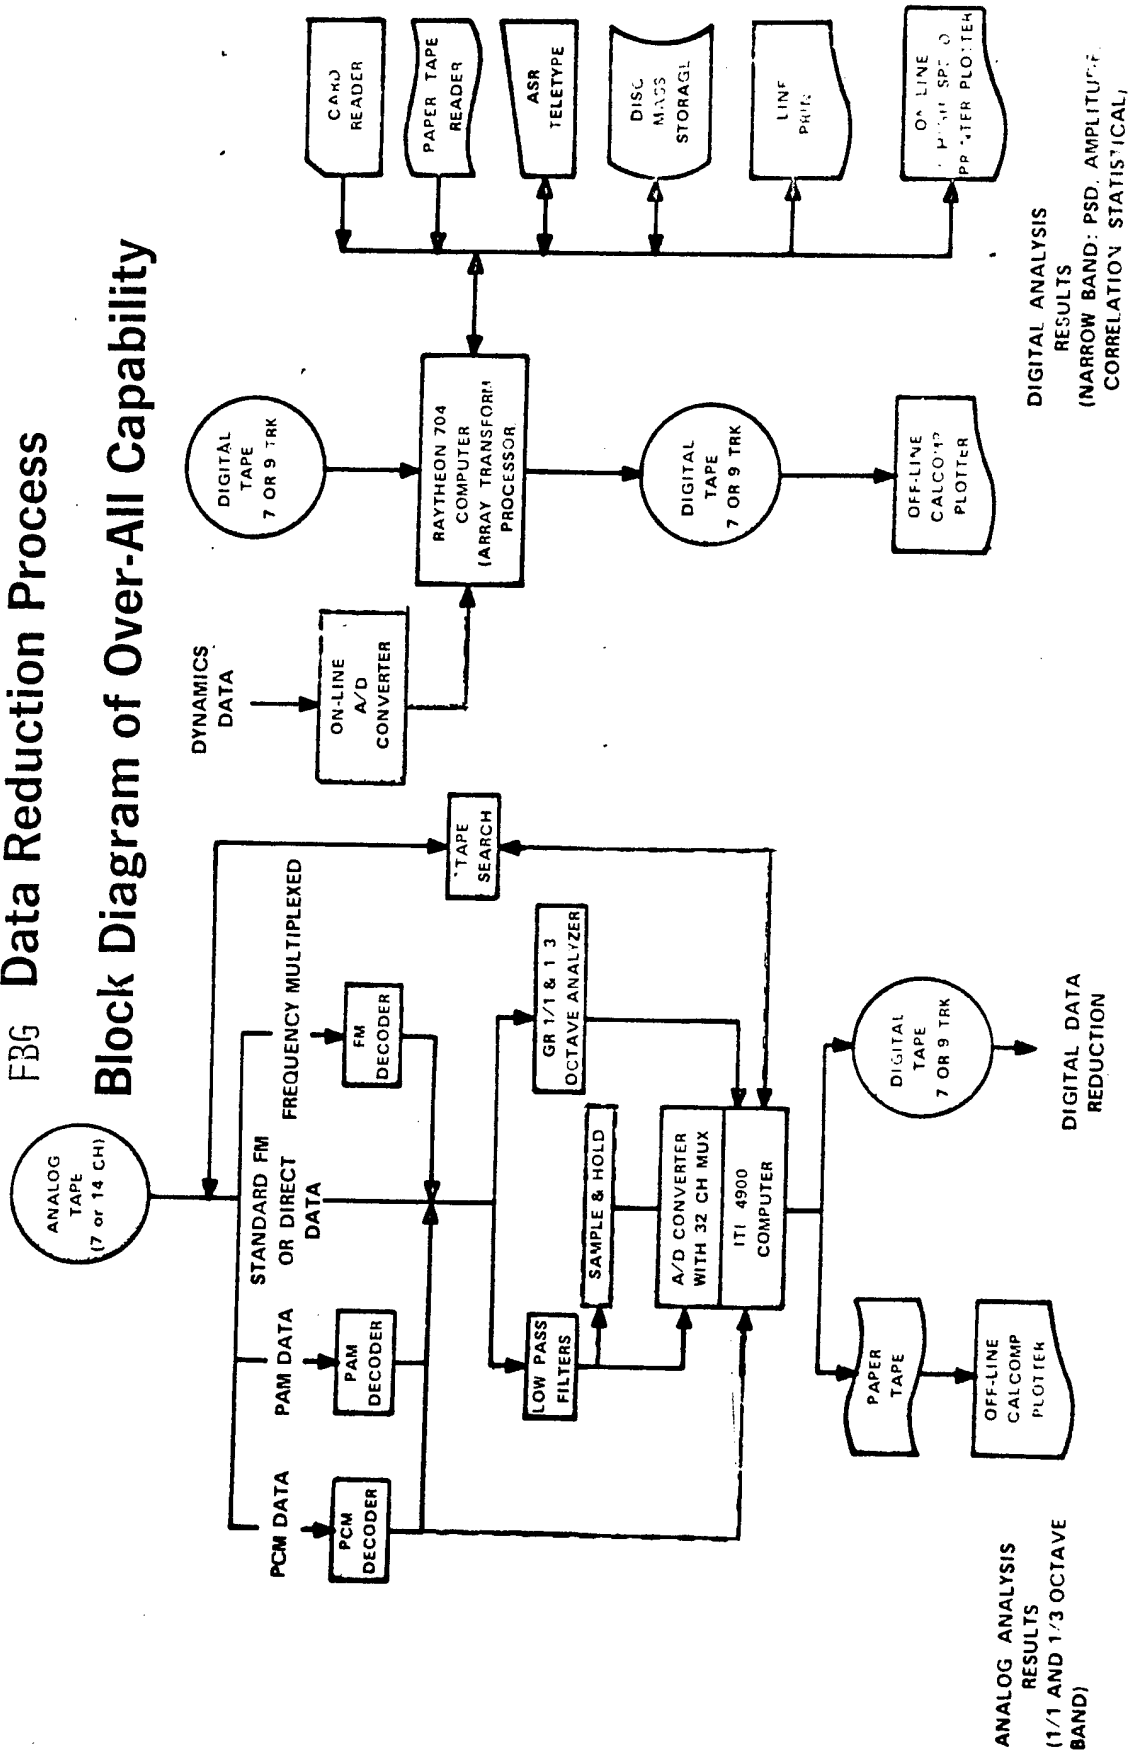 FBG Data Reduction Process
Block Diagram of Over-All Capability
ANALOG
TAPE
(7 or 14 CH)
PCM DATA
PAM DATA
STANDARD FM
OR DIRECT
DATA
FREQUENCY MULTIPLEXED
PCM
DECODER
PAM
DECODER
FM
DECODER
TAPE
SEARCH
LOW PASS
FILTERS
SAMPLE & HOLD
GR 1/1 & 1 3
OCTAVE ANALYZER
A/D CONVERTER
WITH 32 CH MUX
ITI 4900
COMPUTER
PAPER
TAPE
OFF-LINE
CALCOMP
PLOTTER
DIGITAL
TAPE
7 OR 9 TRK
DIGITAL DATA
REDUCTION
ANALOG ANALYSIS
RESULTS
(1/1 AND 1/3 OCTAVE
BAND)
DYNAMICS
DATA
ON-LINE
A/D
CONVERTER
DIGITAL
TAPE
7 OR 9 TRK
RAYTHEON 704
COMPUTER
(ARRAY TRANSFORM
PROCESSOR
DIGITAL
TAPE
7 OR 9 TRK
OFF-LINE
CALCOMP
PLOTTER
CARD
READER
PAPER TAPE
READER
ASR
TELETYPE
DISC
MASS
STORAGE
LINE
ON LINE
PRINTER PLOTTER
DIGITAL ANALYSIS
RESULTS
(NARROW BAND: PSD, AMPLITUDE,
CORRELATION STATISTICAL)